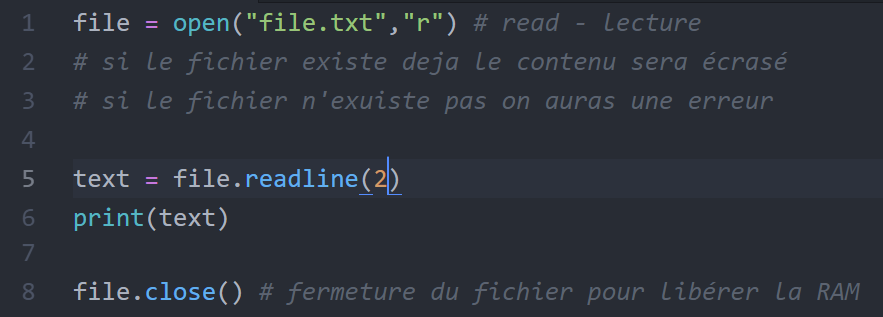 1 file = open("file.txt","r") # read - lecture
2 # si le fichier existe deja le contenu sera écrasé
3 # si le fichier n'exuiste pas on auras une erreur
4
5 text = file.readline(2)
6 print(text)
7
8 file.close() # fermeture du fichier pour libérer la RAM